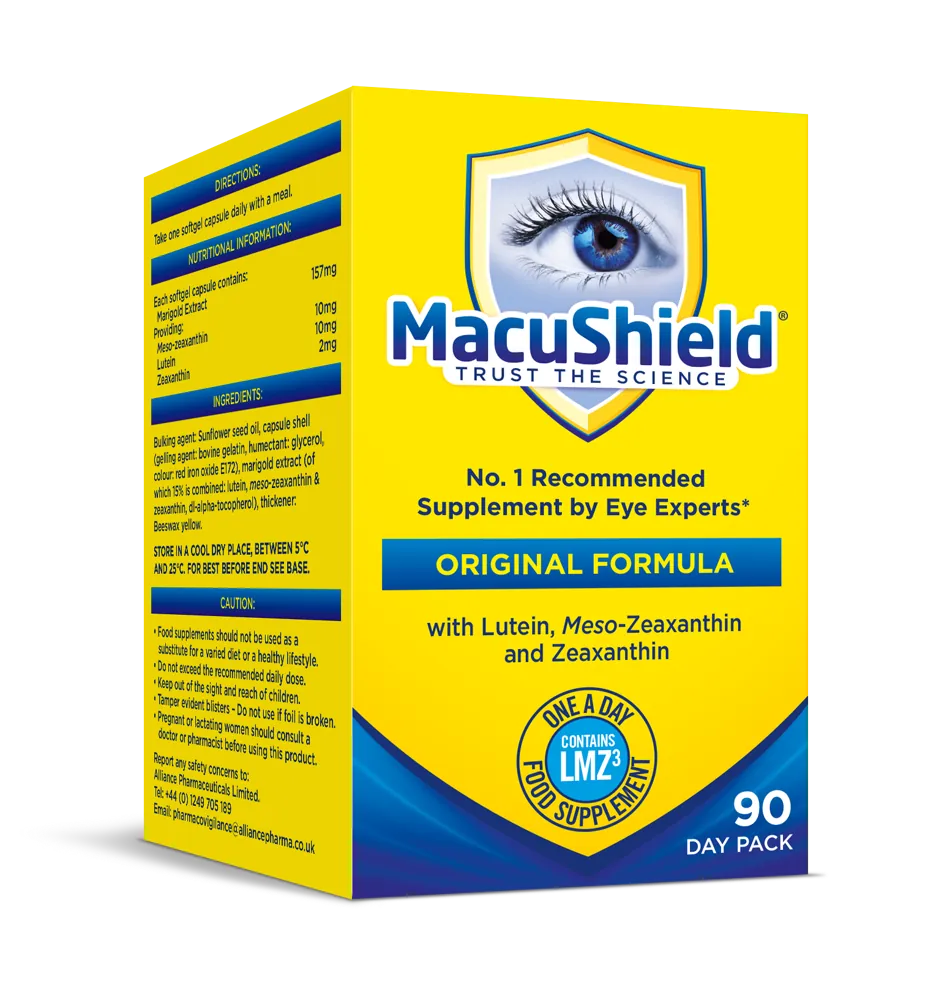 DIRECTIONS:
Take one softgel capsule daily with a meal.
NUTRITIONAL INFORMATION:
Each softgel capsule contains:
Marigold Extract 157mg
Providing:
Meso-zeaxanthin 10mg
Lutein 10mg
Zeaxanthin 2mg
INGREDIENTS:
Bulking agent: Sunflower seed oil, capsule shell
(gelling agent: bovine gelatin, humectant: glycerol,
colour: red iron oxide E172), marigold extract (of
which 15% is combined: lutein, meso-zeaxanthin &
zeaxanthin, dl-alpha-tocopherol), thickener:
Beeswax yellow.
STORE IN A COOL DRY PLACE, BETWEEN 5°C
AND 25°C. FOR BEST BEFORE END SEE BASE.
CAUTION:
• Food supplements should not be used as a
substitute for a varied diet or a healthy lifestyle.
• Do not exceed the recommended daily dose.
• Keep out of the sight and reach of children.
• Tamper evident blisters – Do not use if foil is broken.
• Pregnant or lactating women should consult a
doctor or pharmacist before using this product.
Report any safety concerns to:
Alliance Pharmaceuticals Limited.
Tel: +44 (0) 1249 705 189
Email: pharmacovigilance@alliancepharma.co.uk
MacuShield®
TRUST THE SCIENCE
No. 1 Recommended
Supplement by Eye Experts*
ORIGINAL FORMULA
with Lutein, Meso-Zeaxanthin
and Zeaxanthin
ONE A DAY
CONTAINS
LMZ³
FOOD SUPPLEMENT
90
DAY PACK